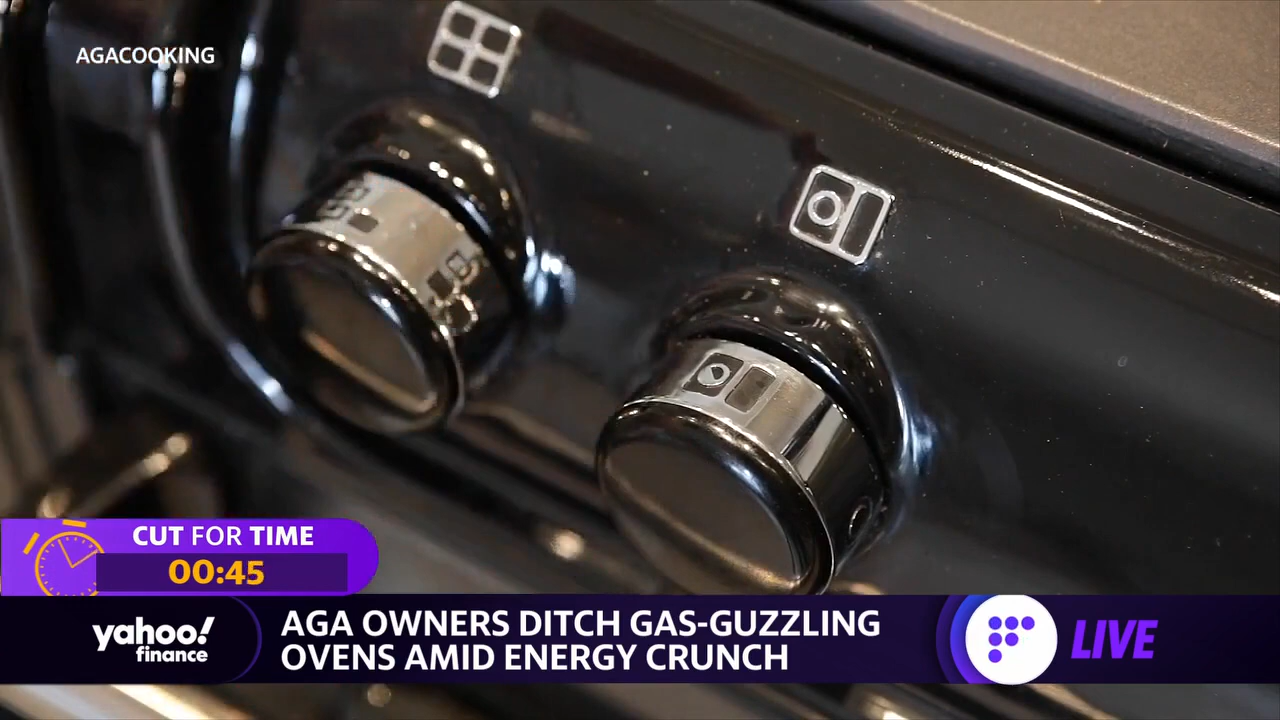 AGACOOKING
CUT FOR TIME
00:45
yahoo!
finance
AGA OWNERS DITCH GAS-GUZZLING
OVENS AMID ENERGY CRUNCH
LIVE